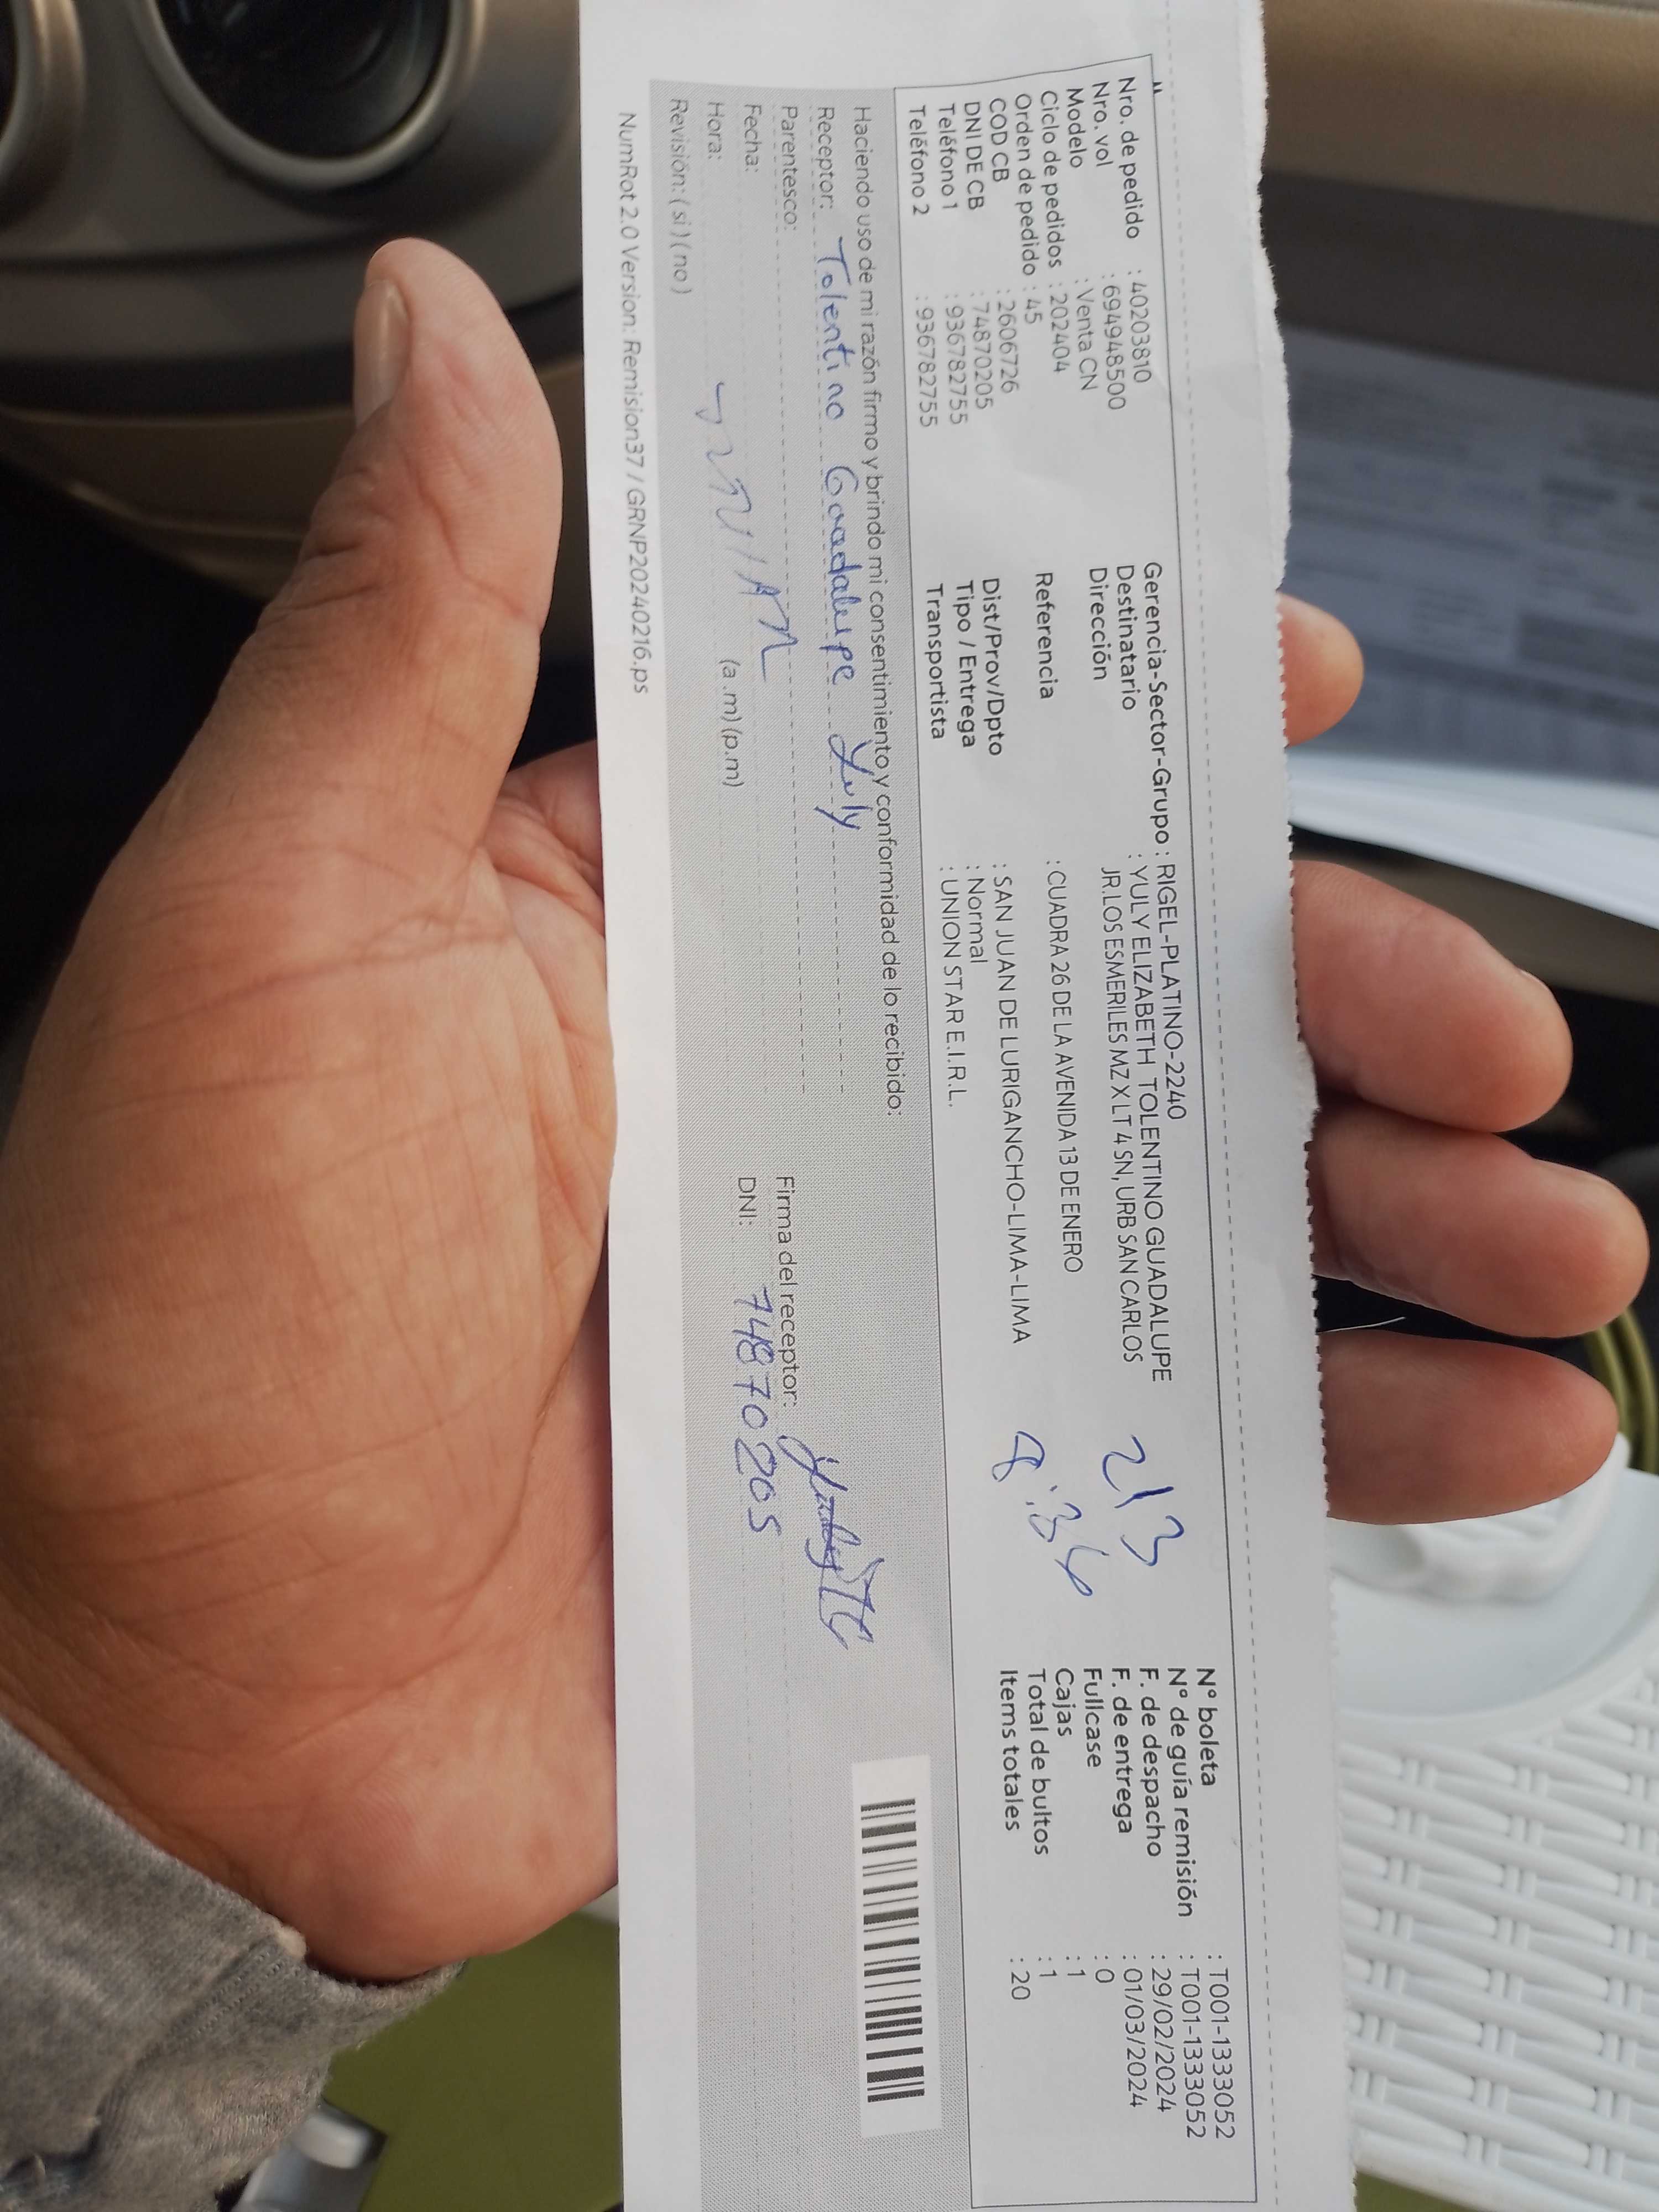 Nro. de pedido : 40203810
Nro. vol : 694948500
Modelo : Venta CN
Ciclo de pedidos : 202404
Orden de pedido : 45
COD CB : 2606726
DNI DE CB : 74870205
Teléfono 1 : 936782755
Teléfono 2 : 936782755
Gerencia-Sector-Grupo : RIGEL-PLATINO-2240
Destinatario : YULY ELIZABETH TOLENTINO GUADALUPE
Dirección JR.LOS ESMERILES MZ X LT 4 SN, URB SAN CARLOS
Referencia : CUADRA 26 DE LA AVENIDA 13 DE ENERO
Dist/Prov/Dpto : SAN JUAN DE LURIGANCHO-LIMA-LIMA
Tipo / Entrega : Normal
Transportista : UNION STAR E.I.R.L.
2/3
8:36
N° boleta : T001-1333052
N° de guía remisión : T001-1333052
F. de despacho : 29/02/2024
F. de entrega : 01/03/2024
Fullcase : 0
Cajas : 1
Total de bultos : 1
Items totales : 20
Haciendo uso de mi razón firmo y brindo mi consentimiento y conformidad de lo recibido:
Receptor: Tolentino Guadalupe Yuly
Parentesco:
Fecha:
Hora: (a.m) (p.m)
Revisión: (si) (no)
Firma del receptor:
DNI: 74870205
NumRot 2.0 Version: Remision37 / GRNP20240216.ps